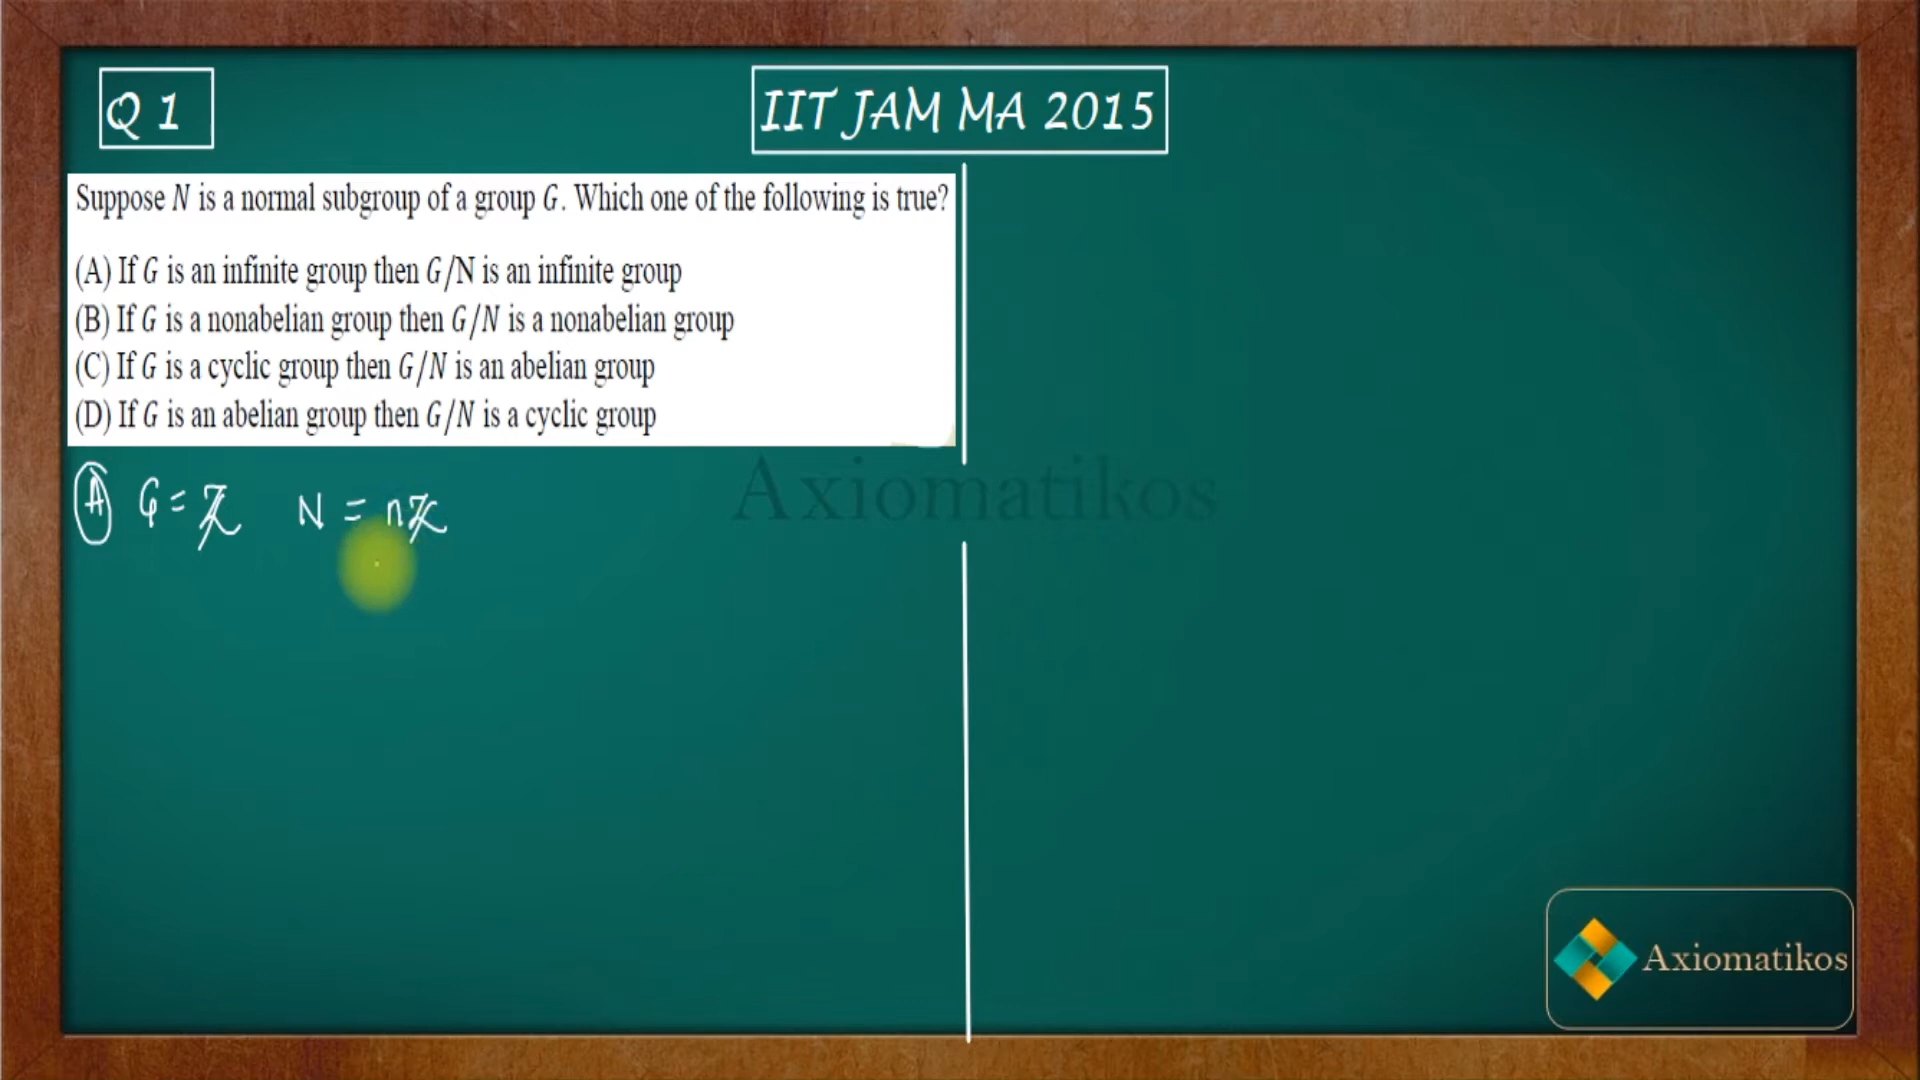 Q 1
IIT JAM MA 2015
Suppose N is a normal subgroup of a group G. Which one of the following is true?
(A) If G is an infinite group then G/N is an infinite group
(B) If G is a nonabelian group then G/N is a nonabelian group
(C) If G is a cyclic group then G/N is an abelian group
(D) If G is an abelian group then G/N is a cyclic group
A G = ℤ N = nℤ
Axiomatikos
Axiomatikos